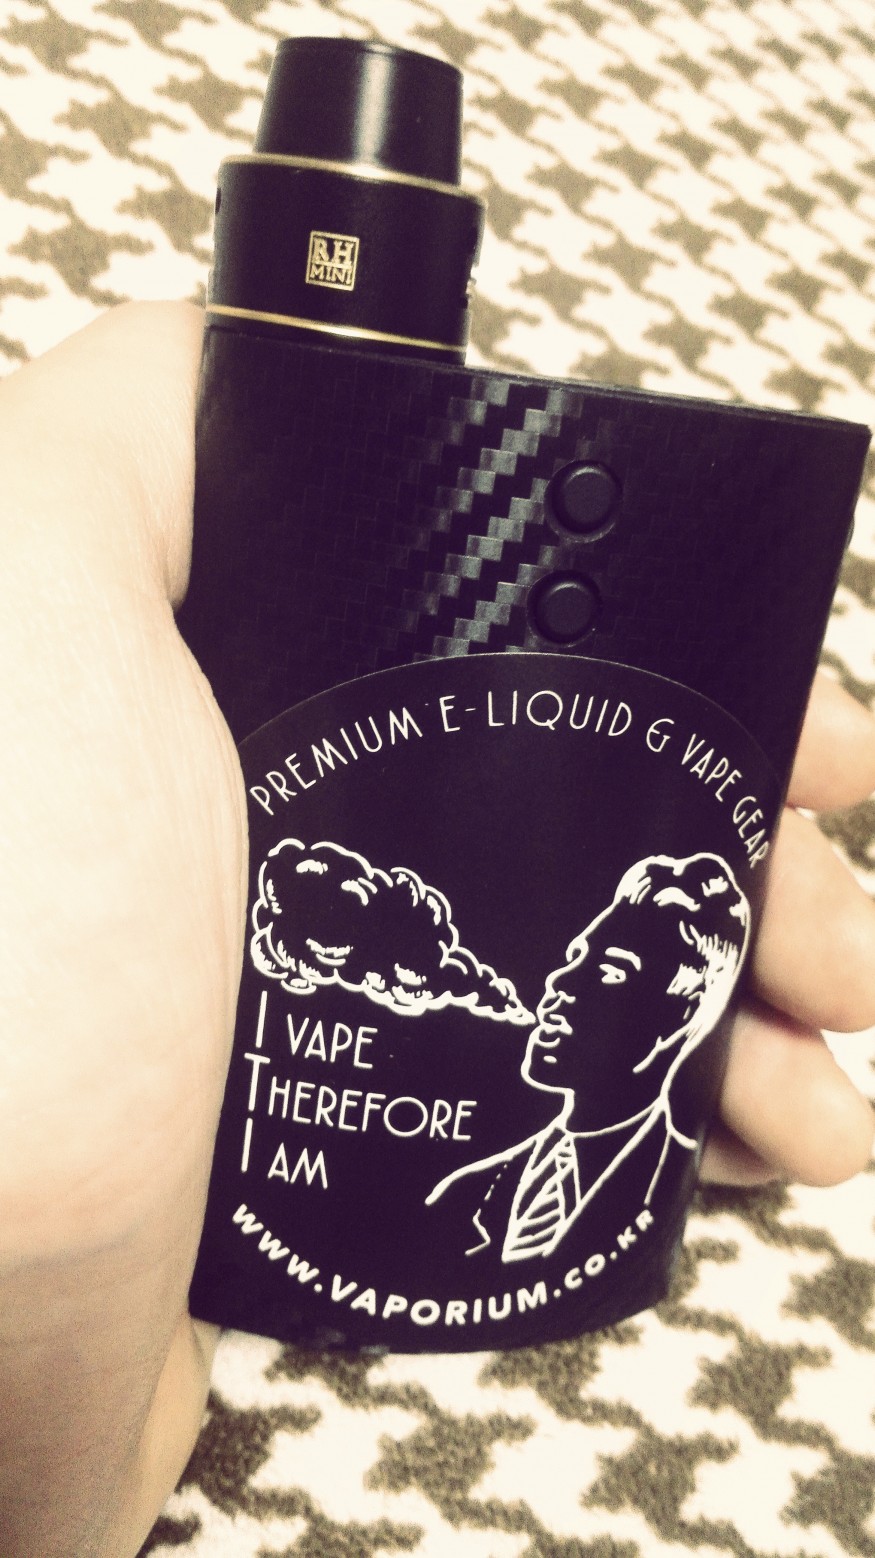 RH
MINI
PREMIUM E-LIQUID & VAPE GEAR
I VAPE
THEREFORE
I AM
WWW.VAPORIUM.CO.KR